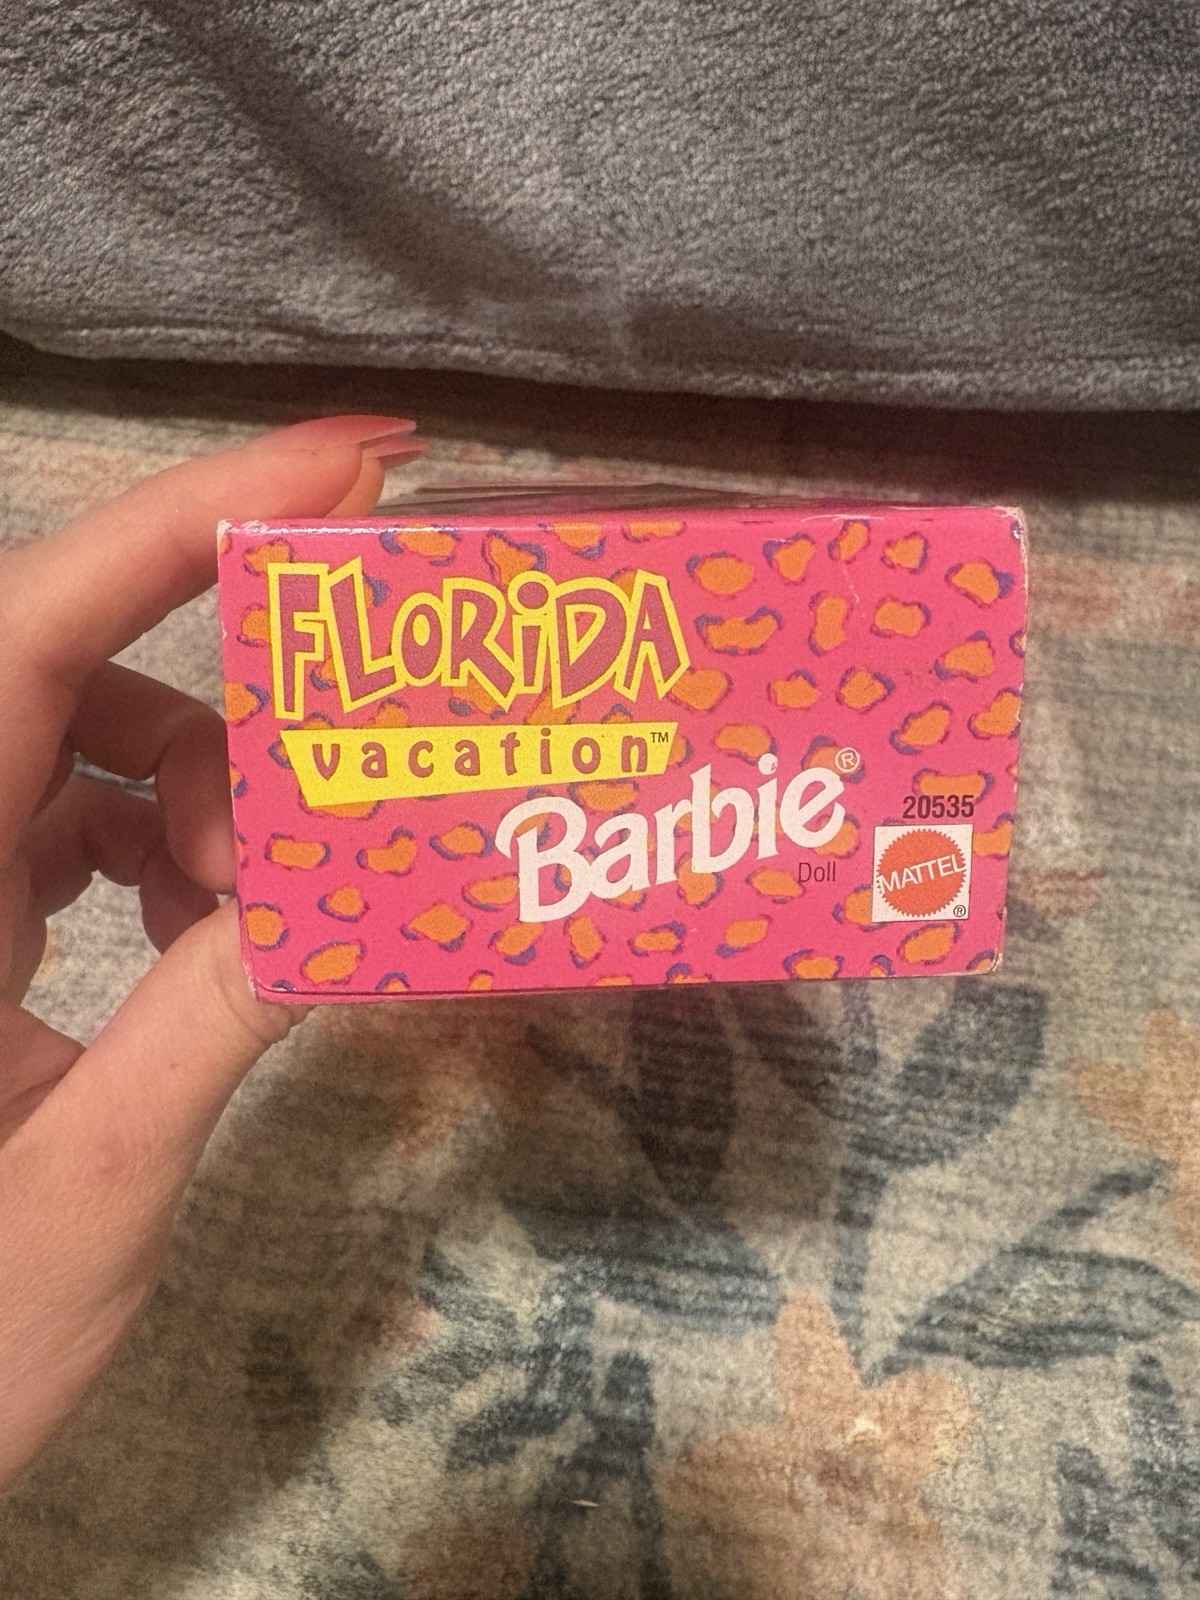 FLORiDA
vacation™
Barbie®
Doll
20535
MATTEL
®